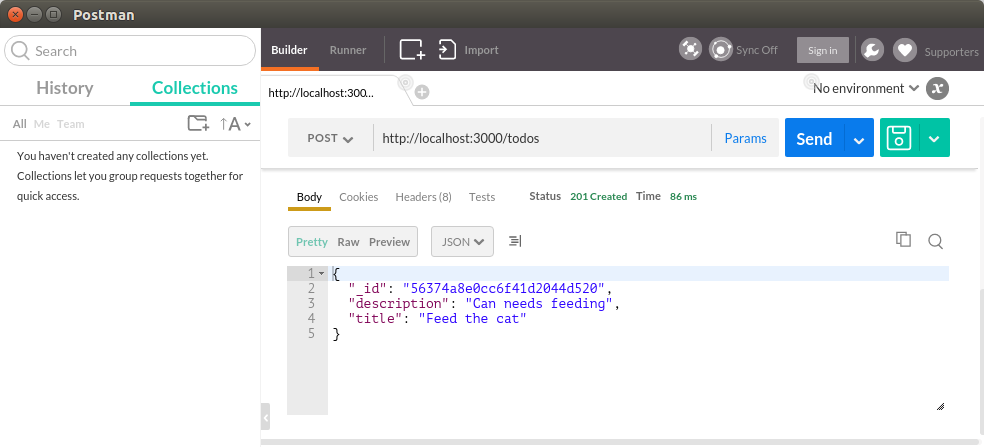 Postman
Search
Builder
Runner
Import
Sync Off
Sign in
Supporters
History
Collections
http://localhost:300...
No environment
All Me Team
A
You haven't created any collections yet.
Collections let you group requests together for
quick access.
POST
http://localhost:3000/todos
Params
Send
Body
Cookies
Headers (8)
Tests
Status 201 Created Time 86 ms
Pretty Raw Preview
JSON
1 {
2 "_id": "56374a8e0cc6f41d2044d520",
3 "description": "Can needs feeding",
4 "title": "Feed the cat"
5 }